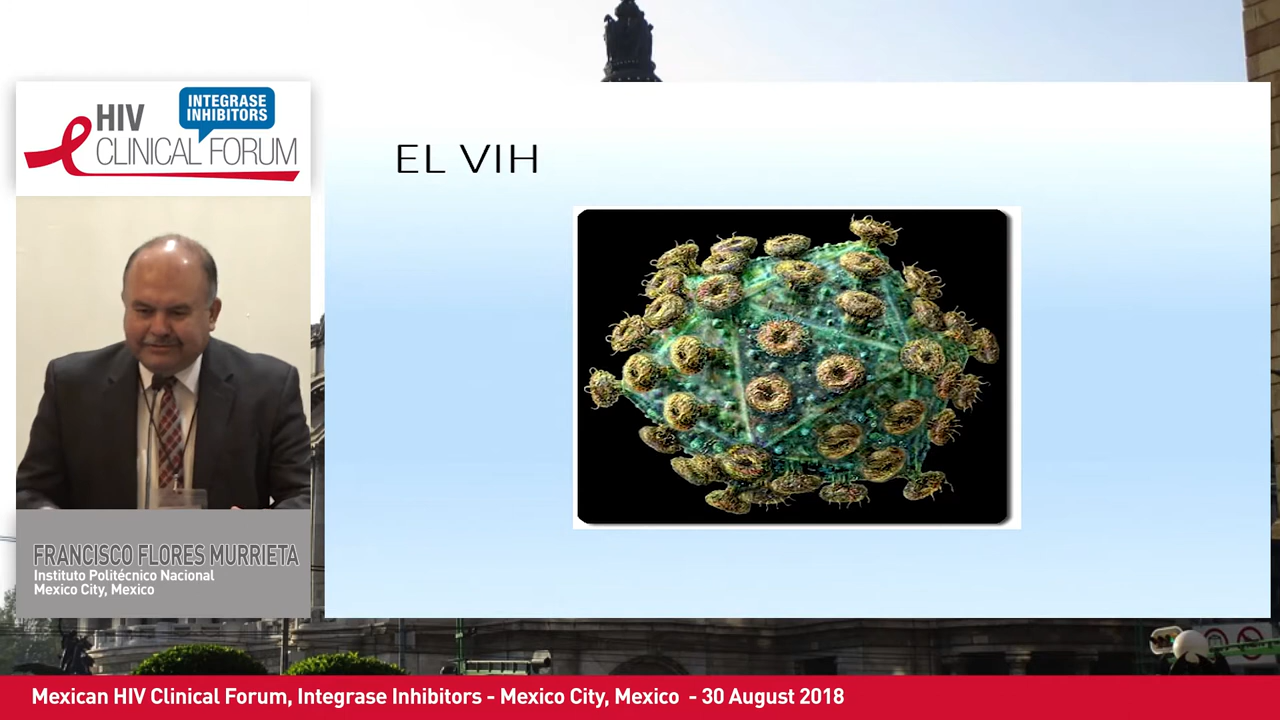 INTEGRASE
INHIBITORS
HIV
CLINICAL FORUM
EL VIH
FRANCISCO FLORES MURRIETA
Instituto Politécnico Nacional
Mexico City, Mexico
Mexican HIV Clinical Forum, Integrase Inhibitors - Mexico City, Mexico - 30 August 2018